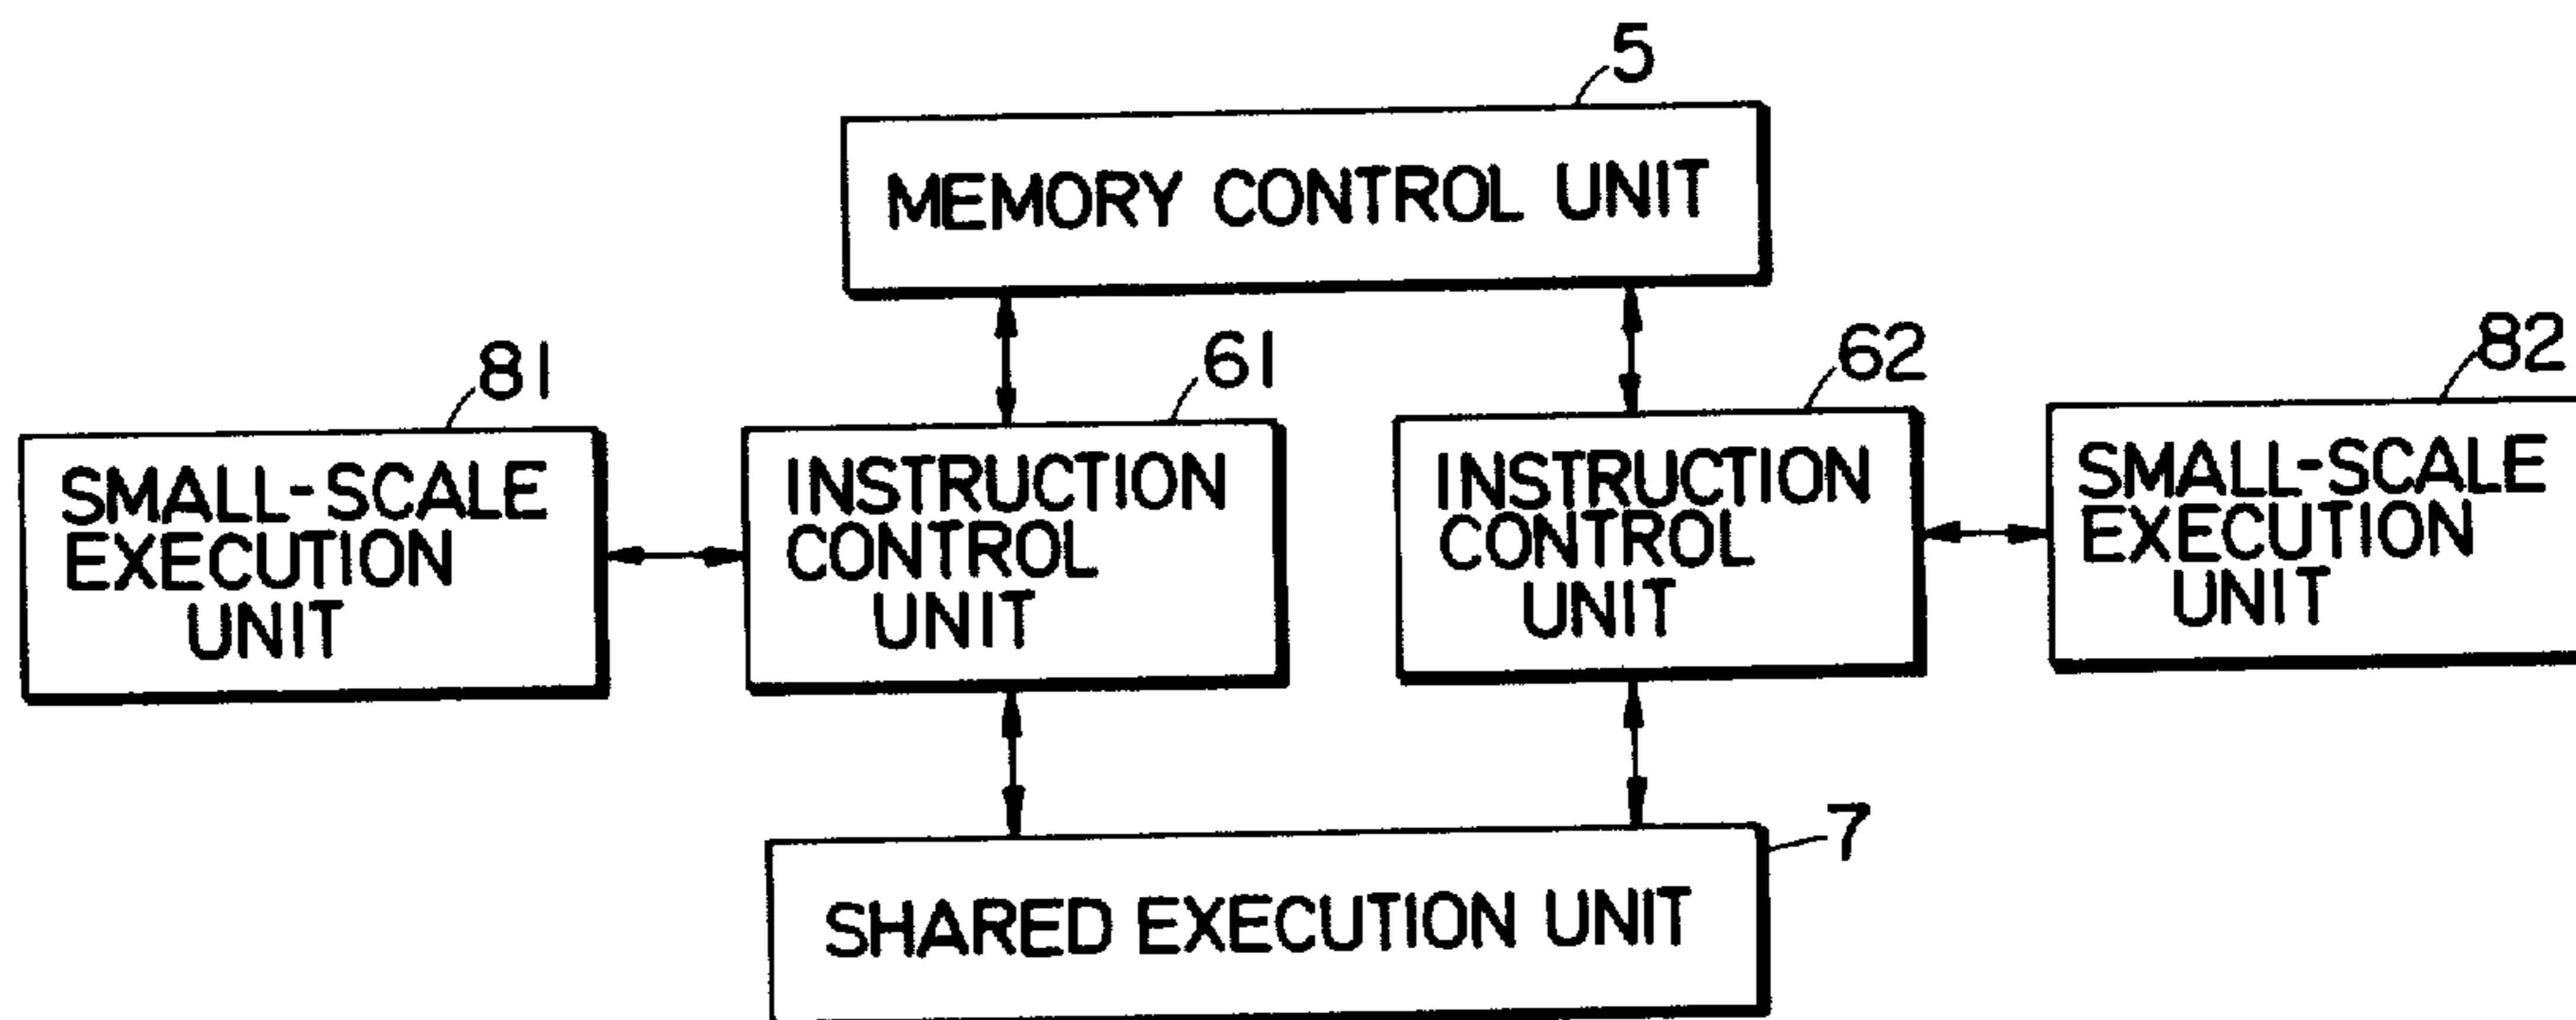 5
MEMORY CONTROL UNIT
81
61
62
82
SMALL-SCALE
EXECUTION
UNIT
INSTRUCTION
CONTROL
UNIT
INSTRUCTION
CONTROL
UNIT
SMALL-SCALE
EXECUTION
UNIT
7
SHARED EXECUTION UNIT